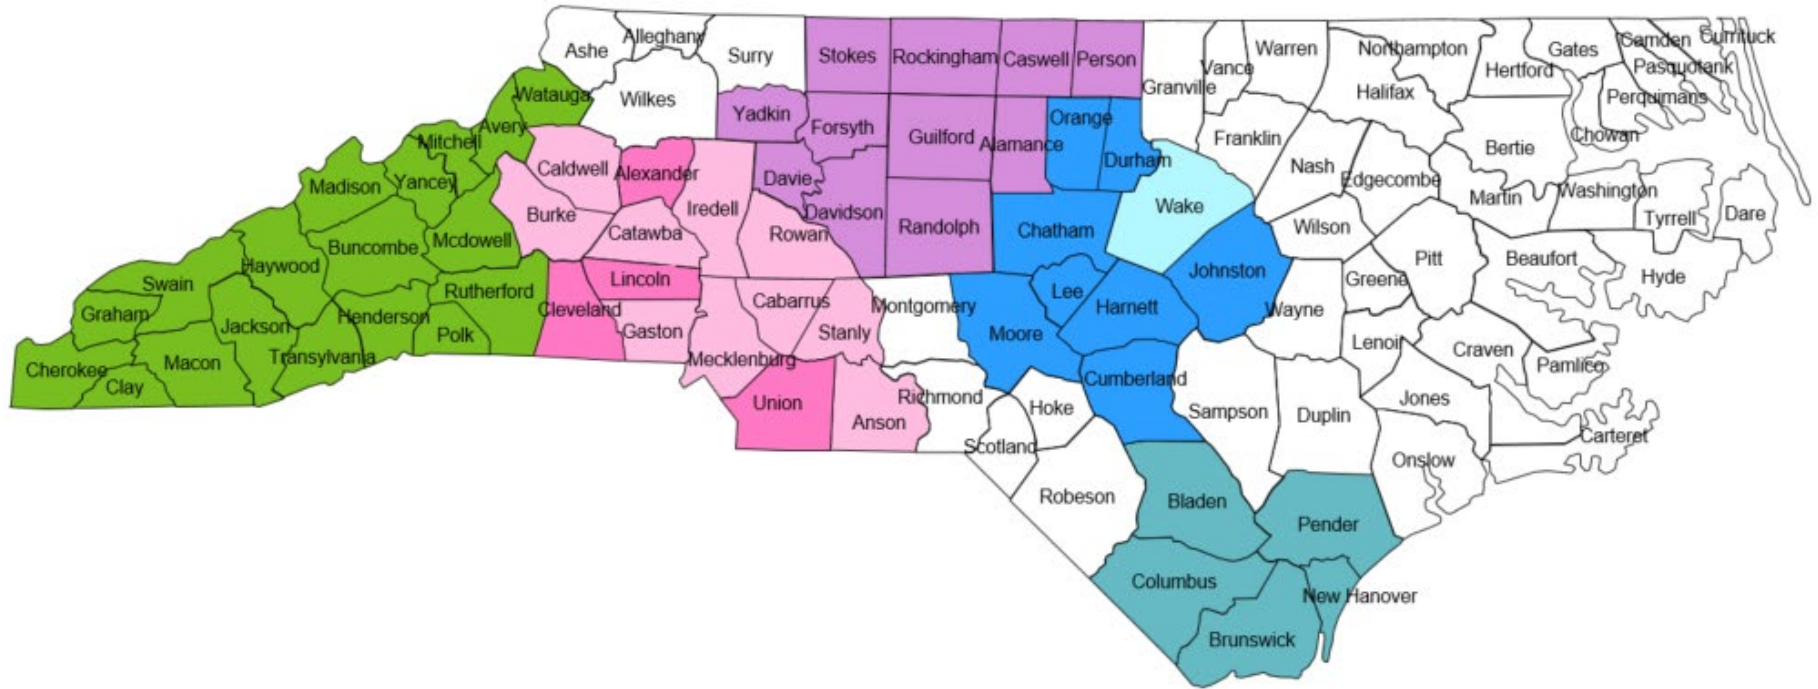 Ashe
Alleghany
Surry
Stokes
Rockingham
Caswell
Person
Granville
Vance
Warren
Northampton
Hertford
Gates
Camden
Currituck
Pasquotank
Perquimans
Chowan
Watauga
Wilkes
Yadkin
Forsyth
Guilford
Alamance
Orange
Durham
Franklin
Halifax
Bertie
Avery
Mitchell
Yancey
Madison
Caldwell
Alexander
Iredell
Davie
Davidson
Randolph
Chatham
Wake
Nash
Edgecombe
Martin
Washington
Tyrrell
Dare
Burke
Catawba
Rowan
Mcdowell
Buncombe
Haywood
Swain
Graham
Cherokee
Clay
Macon
Jackson
Transylvania
Henderson
Polk
Rutherford
Cleveland
Lincoln
Gaston
Mecklenburg
Cabarrus
Stanly
Union
Anson
Montgomery
Richmond
Moore
Lee
Harnett
Johnston
Wilson
Wayne
Greene
Pitt
Beaufort
Hyde
Lenoir
Craven
Pamlico
Jones
Carteret
Onslow
Duplin
Sampson
Cumberland
Hoke
Scotland
Robeson
Bladen
Pender
Columbus
New Hanover
Brunswick